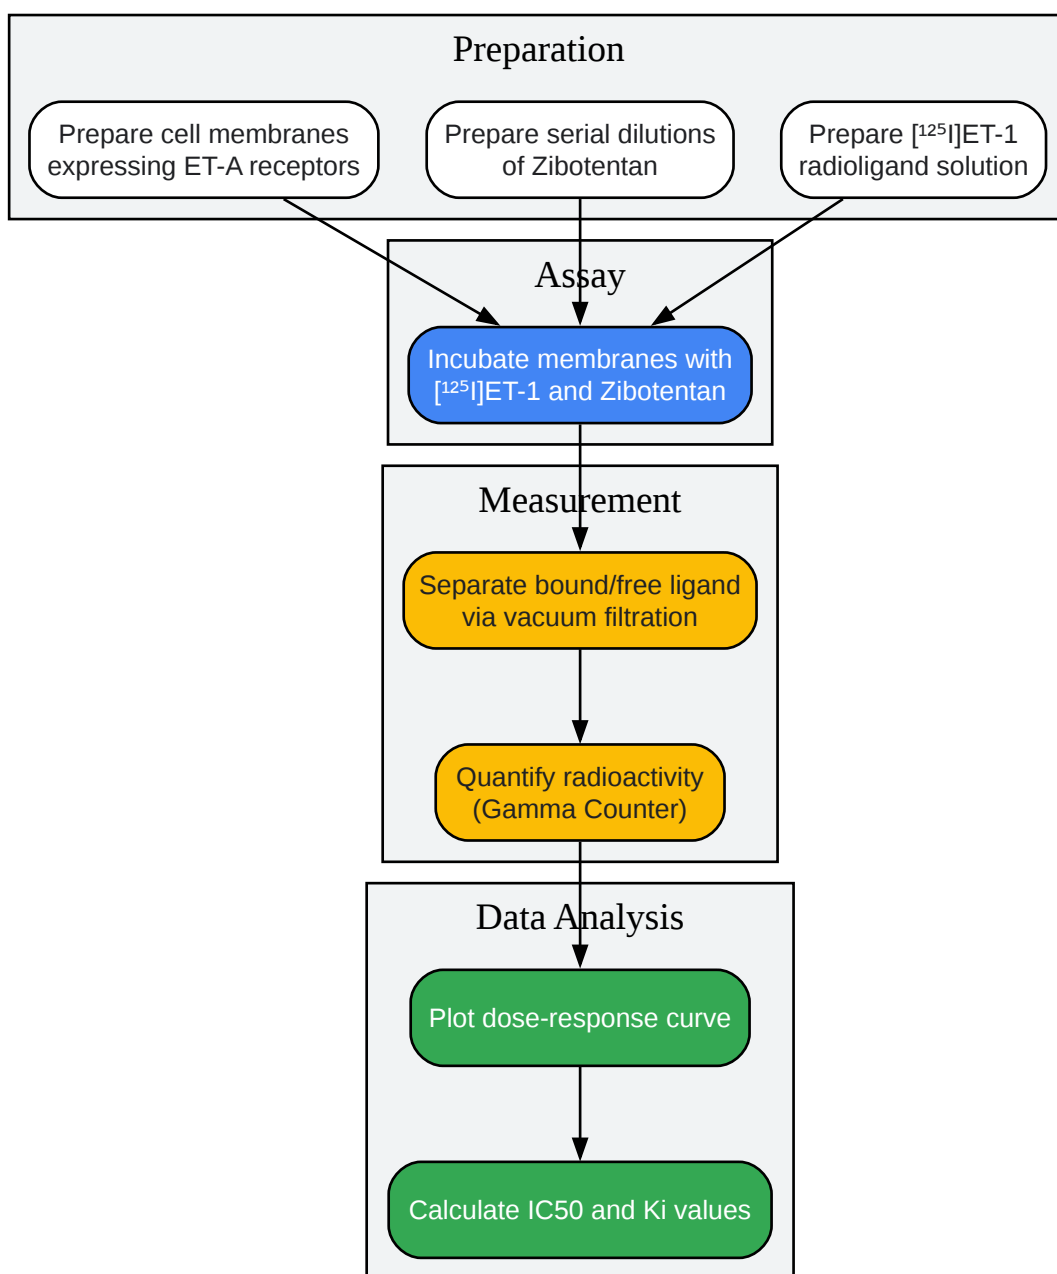 Preparation
Prepare cell membranes
expressing ET-A receptors
Prepare serial dilutions
of Zibotentan
Prepare [¹²⁵I]ET-1
radioligand solution
Assay
Incubate membranes with
[¹²⁵I]ET-1 and Zibotentan
Measurement
Separate bound/free ligand
via vacuum filtration
Quantify radioactivity
(Gamma Counter)
Data Analysis
Plot dose-response curve
Calculate IC50 and Ki values